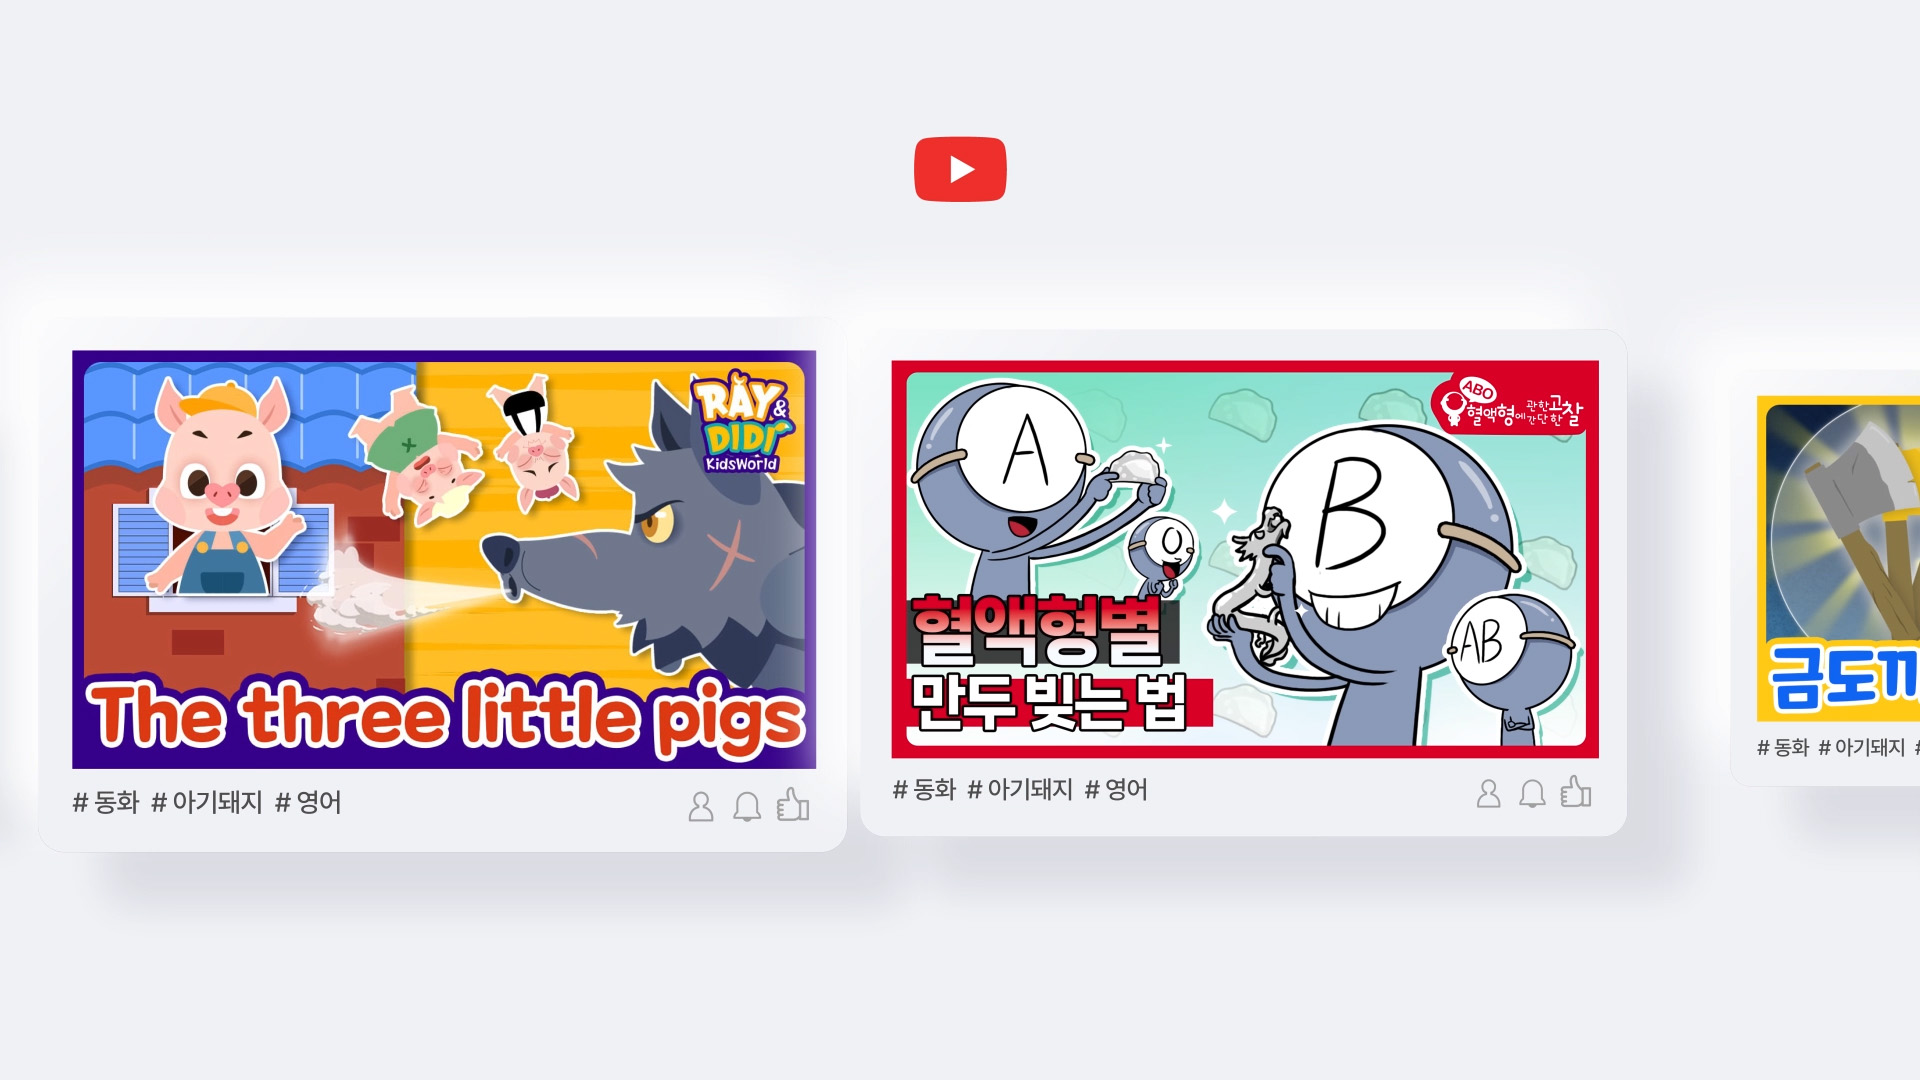 RAY &
DIDI
KidsWorld
The three little pigs
# 동화 # 아기돼지 # 영어
A
O
B
AB
ABO
혈액형에 관한 간단한 고찰
혈액형별
만두 빚는 법
# 동화 # 아기돼지 # 영어
금도끼
# 동화 # 아기돼지 #